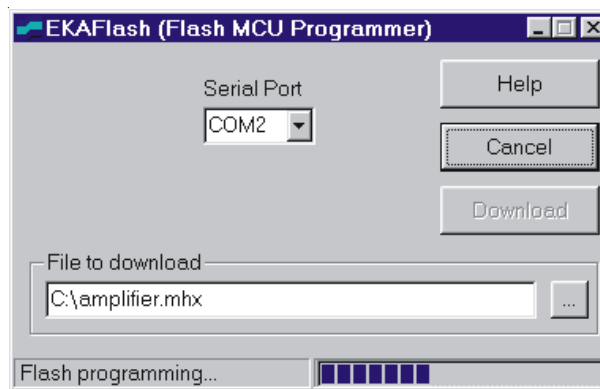 EKAFlash (Flash MCU Programmer)
Serial Port
COM2
Help
Cancel
Download
File to download
C:\amplifier.mhx
...
Flash programming...